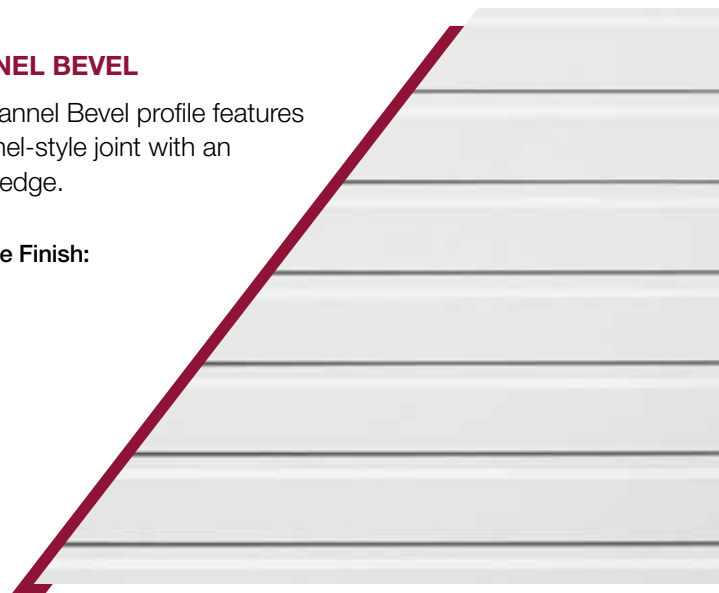 NEL BEVEL
annel Bevel profile features
nel-style joint with an
edge.
e Finish: